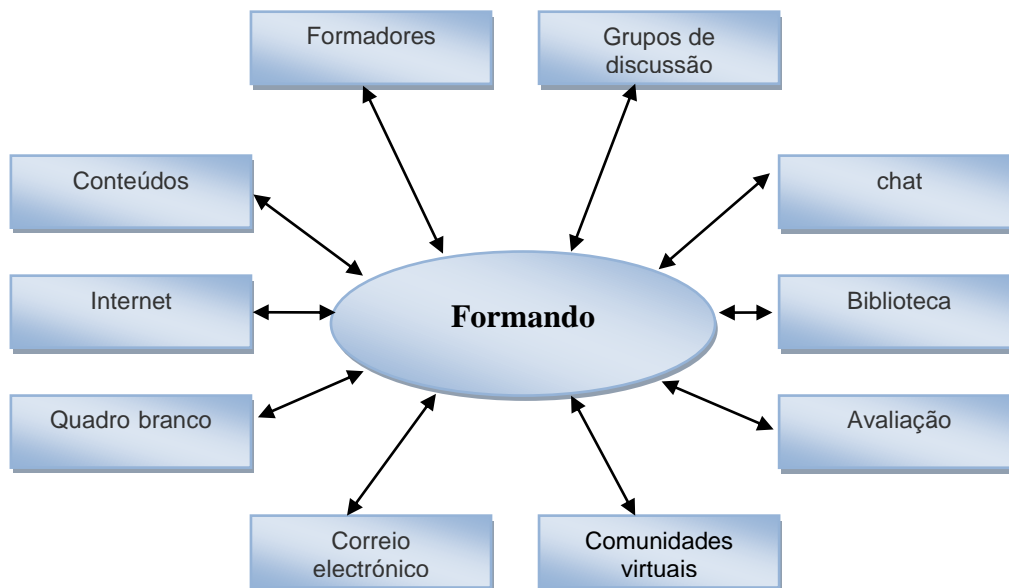 Formadores
Grupos de
discussão
Conteúdos
chat
Internet
Formando
Biblioteca
Quadro branco
Avaliação
Correio
electrónico
Comunidades
virtuais